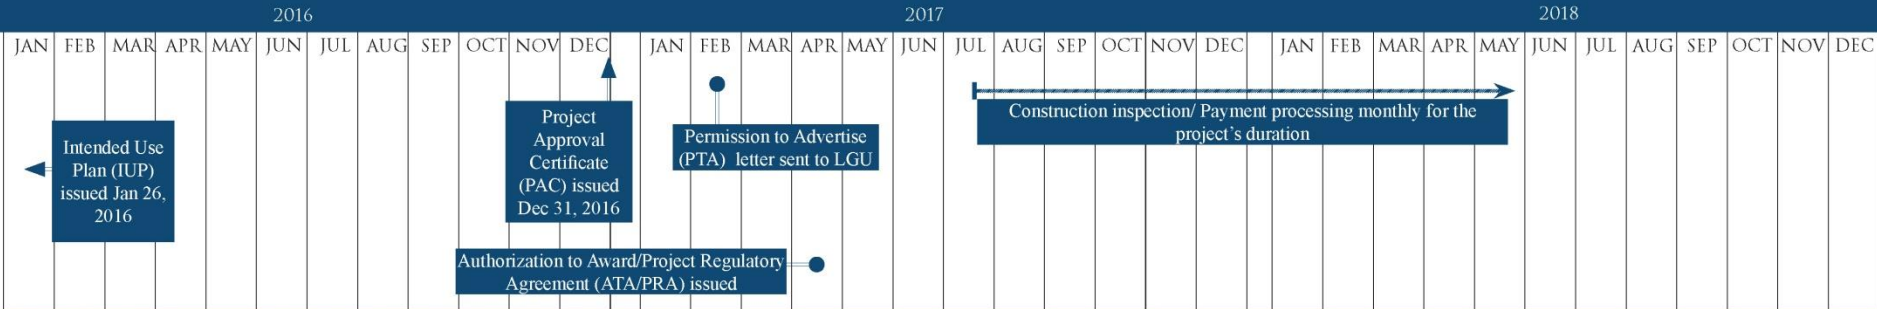 2016 2017 2018
JAN FEB MAR APR MAY JUN JUL AUG SEP OCT NOV DEC JAN FEB MAR APR MAY JUN JUL AUG SEP OCT NOV DEC JAN FEB MAR APR MAY JUN JUL AUG SEP OCT NOV DEC
Intended Use
Plan (IUP)
issued Jan 26,
2016
Project
Approval
Certificate
(PAC) issued
Dec 31, 2016
Permission to Advertise
(PTA) letter sent to LGU
Authorization to Award/Project Regulatory
Agreement (ATA/PRA) issued
Construction inspection/ Payment processing monthly for the
project's duration